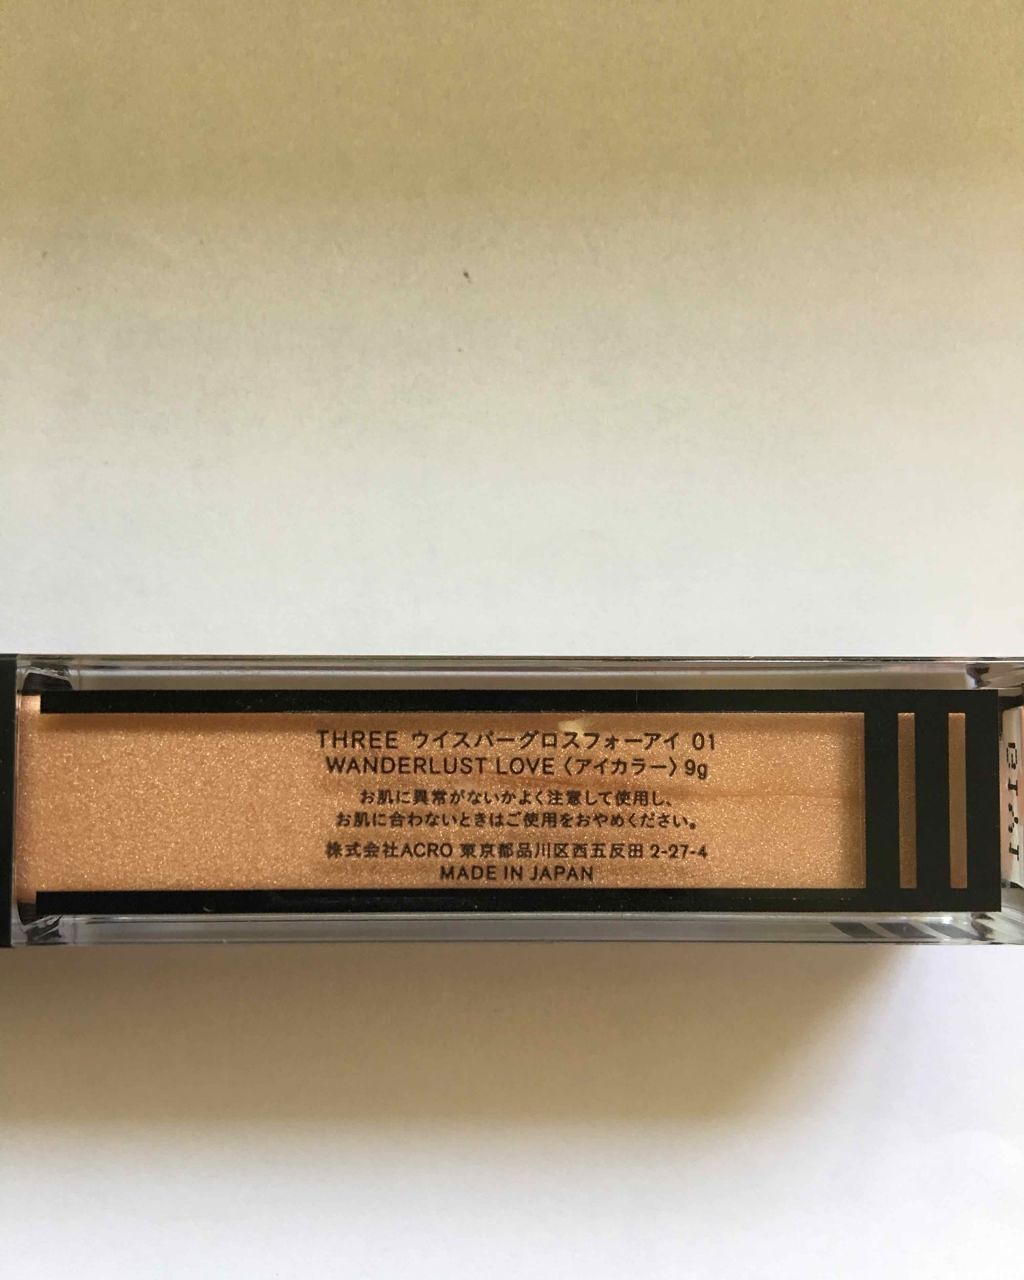 THREE ウイスパーグロスフォーアイ 01
WANDERLUST LOVE〈アイカラー〉9g
お肌に異常がないかよく注意して使用し、
お肌に合わないときはご使用をおやめください。
株式会社ACRO 東京都品川区西五反田 2-27-4
MADE IN JAPAN